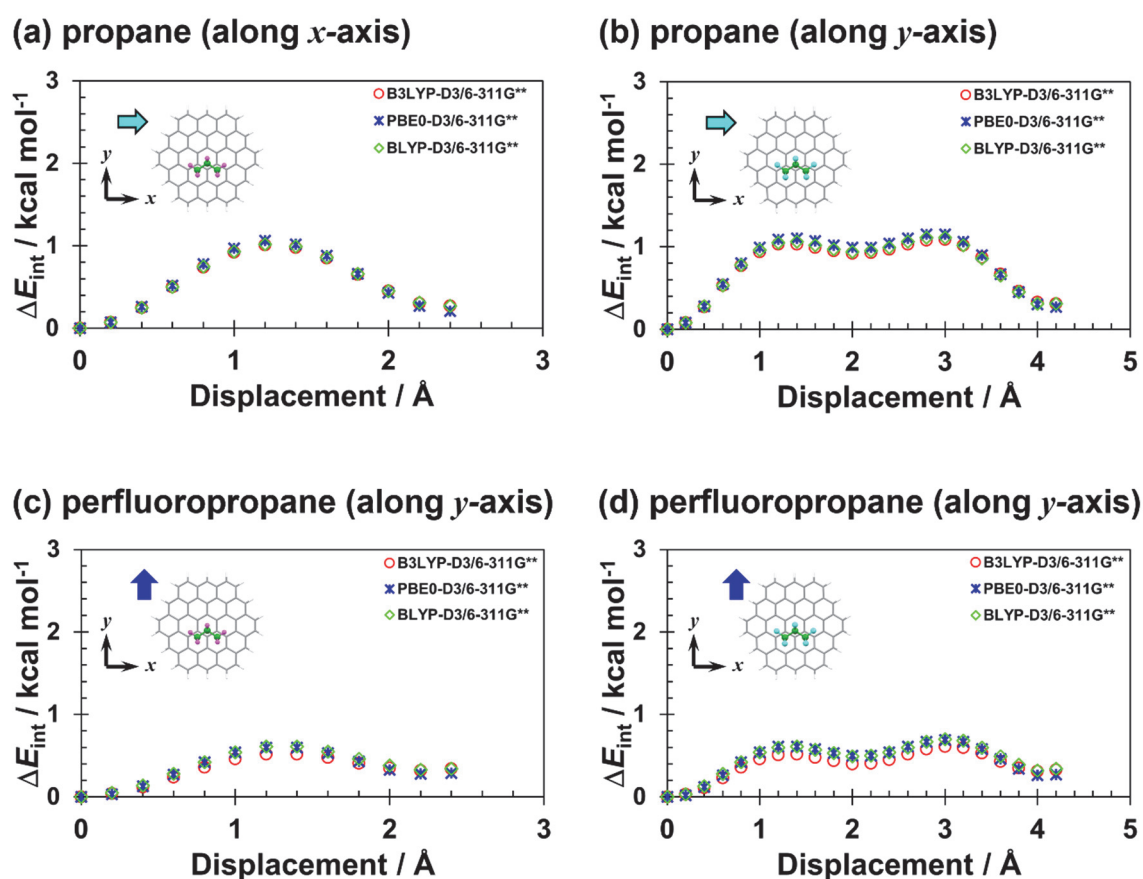 (a) propane (along x-axis)
3
2
1
0
ΔE_int / kcal mol⁻¹
y
x
B3LYP-D3/6-311G**
PBE0-D3/6-311G**
BLYP-D3/6-311G**
0
1
2
3
Displacement / Å
(b) propane (along y-axis)
3
2
1
0
ΔE_int / kcal mol⁻¹
y
x
B3LYP-D3/6-311G**
PBE0-D3/6-311G**
BLYP-D3/6-311G**
0
1
2
3
4
5
Displacement / Å
(c) perfluoropropane (along y-axis)
3
2
1
0
ΔE_int / kcal mol⁻¹
y
x
B3LYP-D3/6-311G**
PBE0-D3/6-311G**
BLYP-D3/6-311G**
0
1
2
3
Displacement / Å
(d) perfluoropropane (along y-axis)
3
2
1
0
ΔE_int / kcal mol⁻¹
y
x
B3LYP-D3/6-311G**
PBE0-D3/6-311G**
BLYP-D3/6-311G**
0
1
2
3
4
5
Displacement / Å